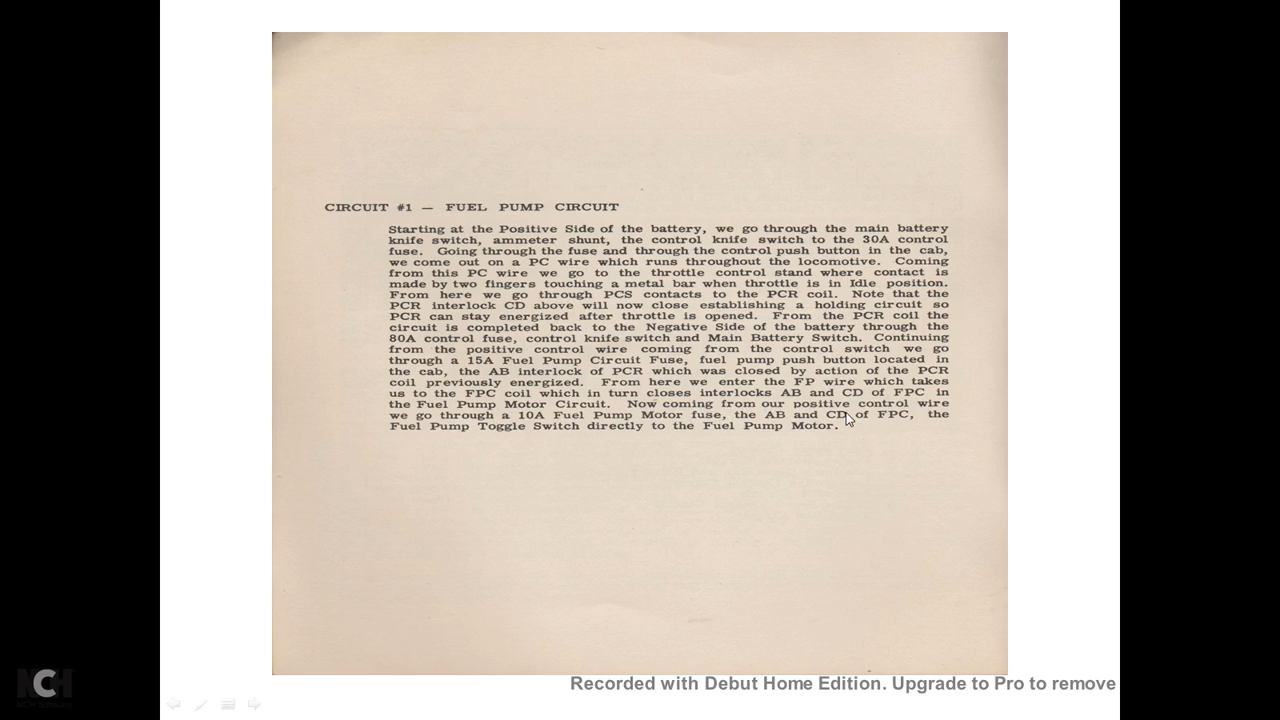 CIRCUIT #1 — FUEL PUMP CIRCUIT
Starting at the Positive Side of the battery, we go through the main battery
knife switch, ammeter shunt, the control knife switch to the 30A control
fuse. Going through the fuse and through the control push button in the cab,
we come out on a PC wire which runs throughout the locomotive. Coming
from this PC wire we go to the throttle control stand where contact is
made by two fingers touching a metal bar when throttle is in Idle position.
From here we go through PCS contacts to the PCR coil. Note that the
PCR interlock CD above will now close establishing a holding circuit so
PCR can stay energized after throttle is opened. From the PCR coil the
circuit is completed back to the Negative Side of the battery through the
80A control fuse, control knife switch and Main Battery Switch. Continuing
from the positive control wire coming from the control switch we go
through a 15A Fuel Pump Circuit Fuse, fuel pump push button located in
the cab, the AB interlock of PCR which was closed by action of the PCR
coil previously energized. From here we enter the FP wire which takes
us to the FPC coil which in turn closes interlocks AB and CD of FPC in
the Fuel Pump Motor Circuit. Now coming from our positive control wire
we go through a 10A Fuel Pump Motor fuse, the AB and CD of FPC, the
Fuel Pump Toggle Switch directly to the Fuel Pump Motor.
NCH
Recorded with Debut Home Edition. Upgrade to Pro to remove